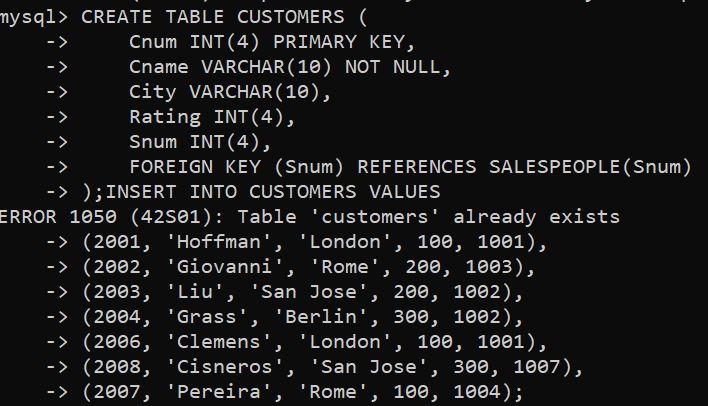 mysql> CREATE TABLE CUSTOMERS (
    ->     Cnum INT(4) PRIMARY KEY,
    ->     Cname VARCHAR(10) NOT NULL,
    ->     City VARCHAR(10),
    ->     Rating INT(4),
    ->     Snum INT(4),
    ->     FOREIGN KEY (Snum) REFERENCES SALESPEOPLE(Snum)
    -> );INSERT INTO CUSTOMERS VALUES
ERROR 1050 (42S01): Table 'customers' already exists
    -> (2001, 'Hoffman', 'London', 100, 1001),
    -> (2002, 'Giovanni', 'Rome', 200, 1003),
    -> (2003, 'Liu', 'San Jose', 200, 1002),
    -> (2004, 'Grass', 'Berlin', 300, 1002),
    -> (2006, 'Clemens', 'London', 100, 1001),
    -> (2008, 'Cisneros', 'San Jose', 300, 1007),
    -> (2007, 'Pereira', 'Rome', 100, 1004);